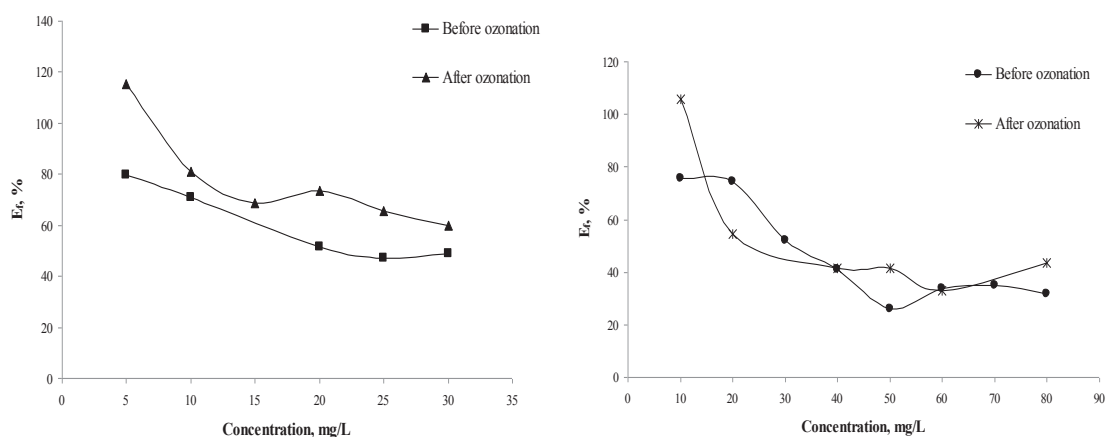 140
120
100
80
60
40
20
0
E_f, %
0 5 10 15 20 25 30 35
Concentration, mg/L
Before ozonation
After ozonation
120
100
80
60
40
20
0
E_f, %
0 10 20 30 40 50 60 70 80 90
Concentration, mg/L
Before ozonation
After ozonation